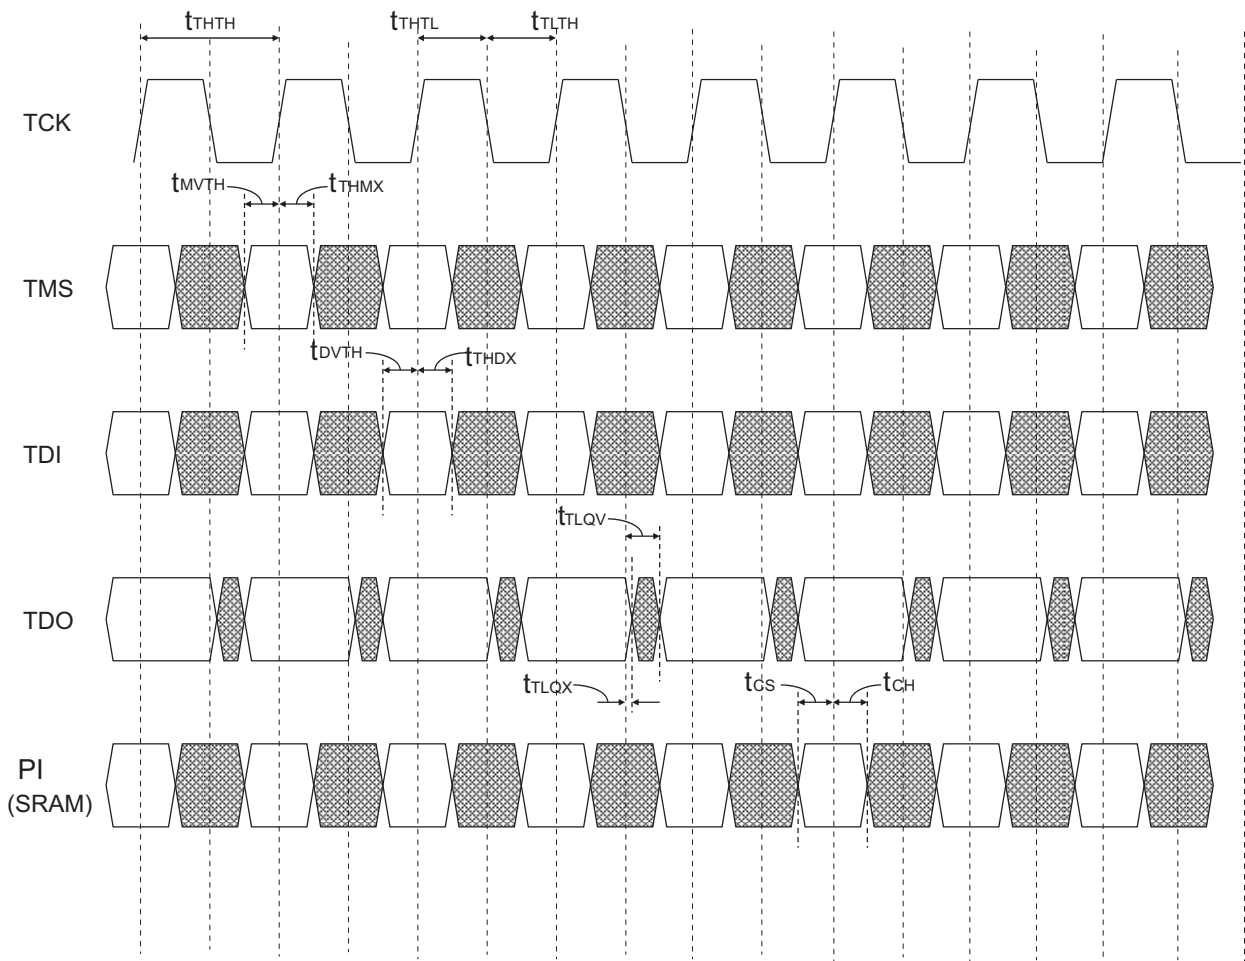 tTHTH tTHTL tTLTH
TCK
tMVTH tTHMX
TMS
tDVTH tTHDX
TDI
tTLQV
TDO
tTLQX tCS tCH
PI
(SRAM)